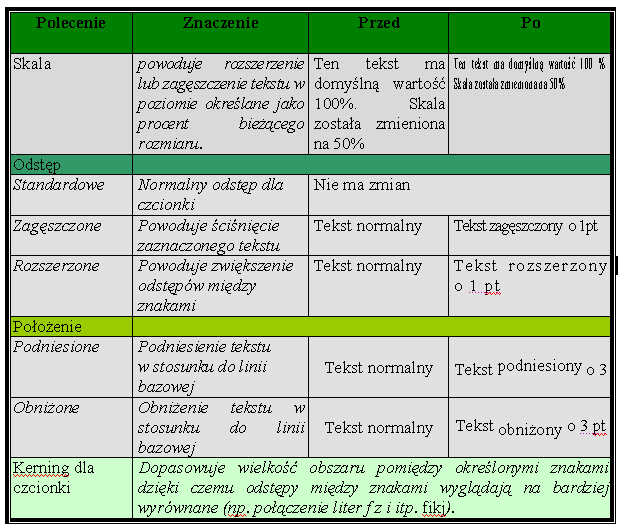 Polecenie Znaczenie Przed Po
Skala
powoduje rozszerzenie
lub zagęszczenie tekstu w
poziomie określane jako
procent bieżącego
rozmiaru.
Ten tekst ma
domyślną wartość
100%. Skala
została zmieniona
na 50%
Ten tekst ma domyślną wartość 100 %
Skala została zmieniona na 50%
Odstęp
Standardowe
Normalny odstęp dla
czcionki
Nie ma zmian
Zagęszczone
Powoduje ściśnięcie
zaznaczonego tekstu
Tekst normalny
Tekst zagęszczony o 1pt
Rozszerzone
Powoduje zwiększenie
odstępów między
znakami
Tekst normalny
Tekst rozszerzony
o 1 pt
Położenie
Podniesione
Podniesienie tekstu
w stosunku do linii
bazowej
Tekst normalny
Tekst podniesiony o 3
Obniżone
Obniżenie tekstu w
stosunku do linii
bazowej
Tekst normalny
Tekst obniżony o 3 pt
Kerning dla
czcionki
Dopasowuje wielkość obszaru pomiędzy określonymi znakami
dzięki czemu odstępy między znakami wyglądają na bardziej
wyrównane (np. połączenie liter f z i itp. fikj).